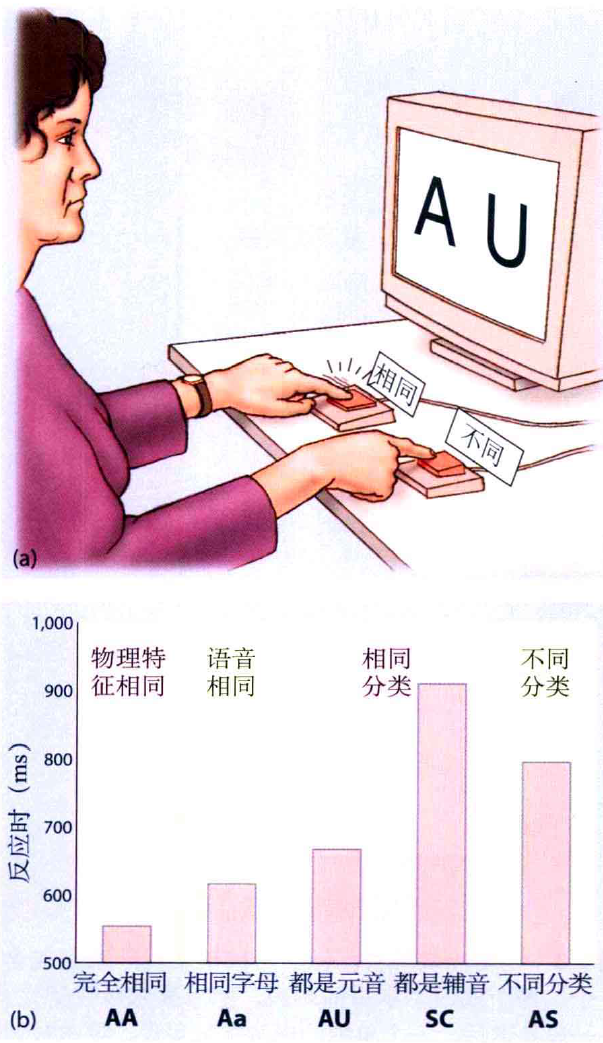 A U
相同
不同
(a)
1,000
900
800
700
600
500
反应时（ms）
物理特
征相同
语音
相同
相同
分类
不同
分类
完全相同 相同字母 都是元音 都是辅音 不同分类
(b) AA Aa AU SC AS